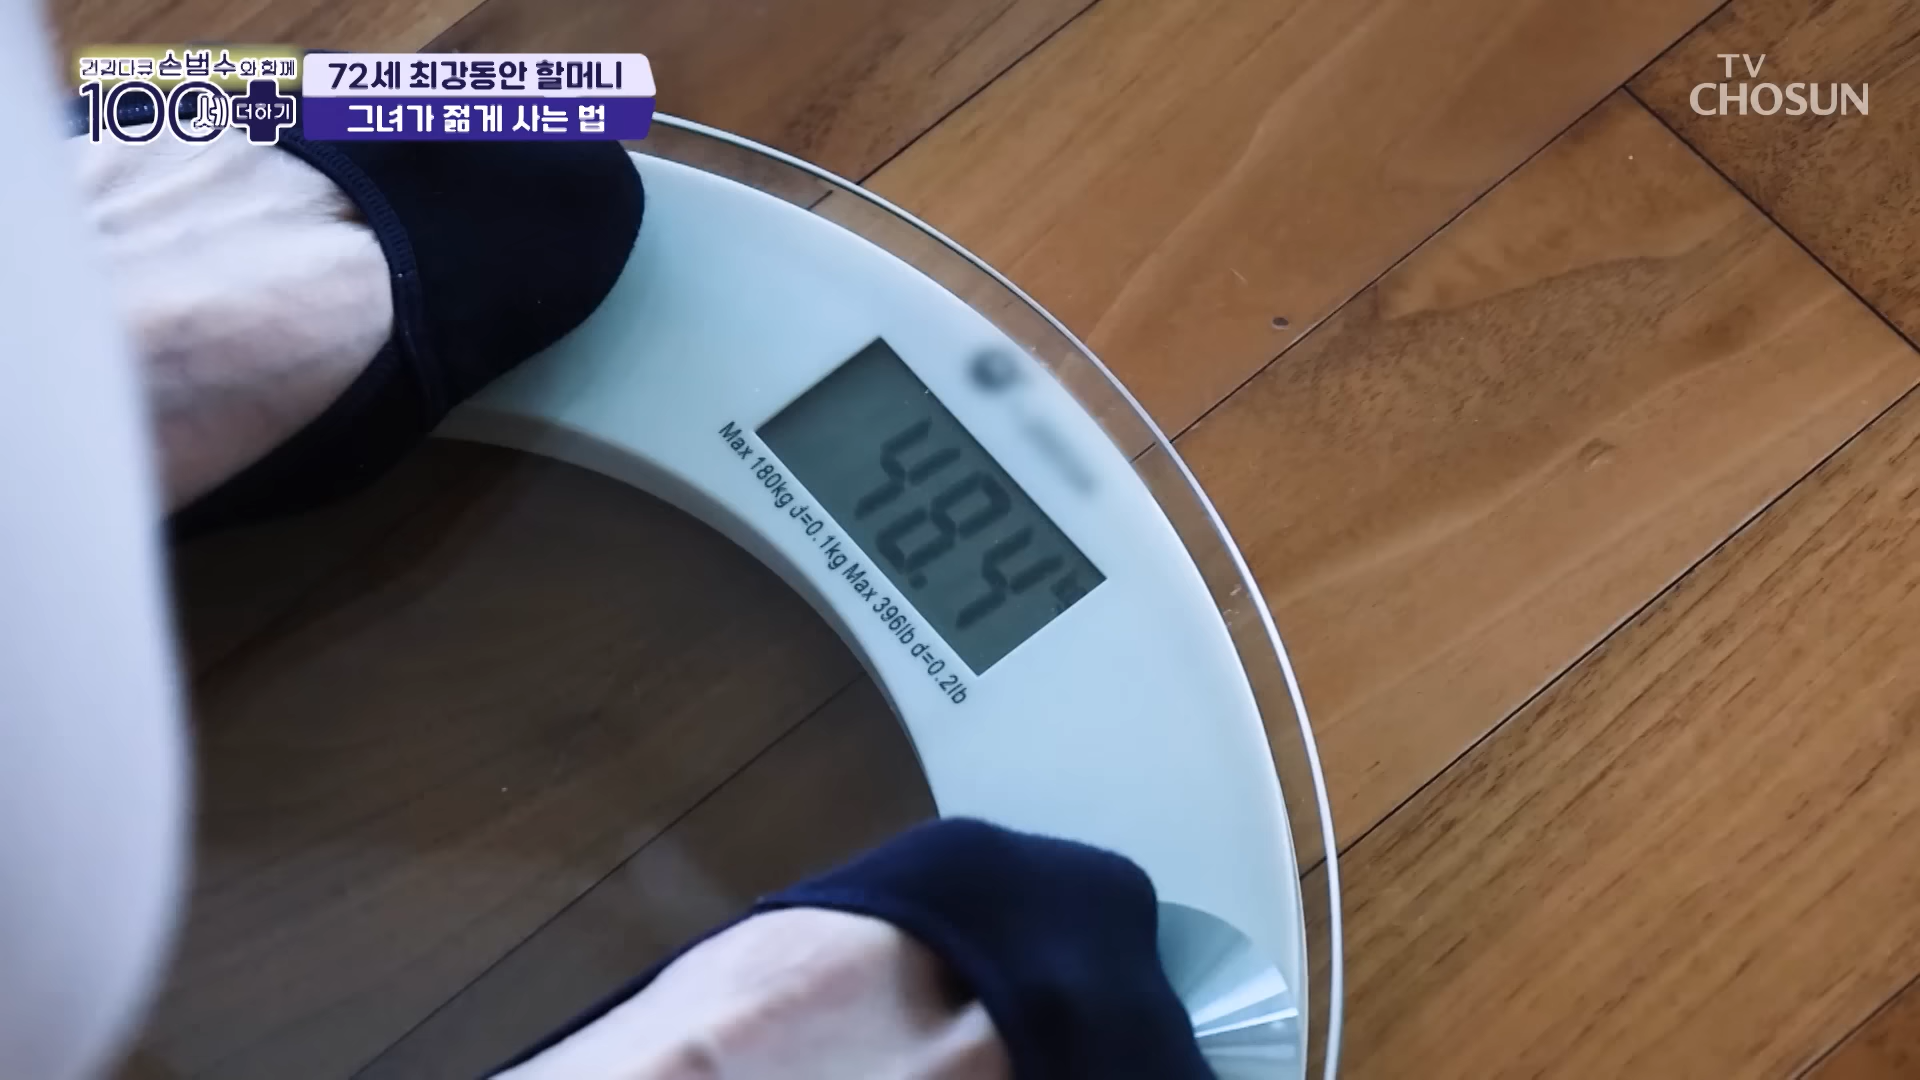 건강다큐 손범수와 함께
100세 더하기
72세 최강동안 할머니
그녀가 젊게 사는 법
TV
CHOSUN
48.4
Max 180kg d=0.1kg Max 396lb d=0.2lb